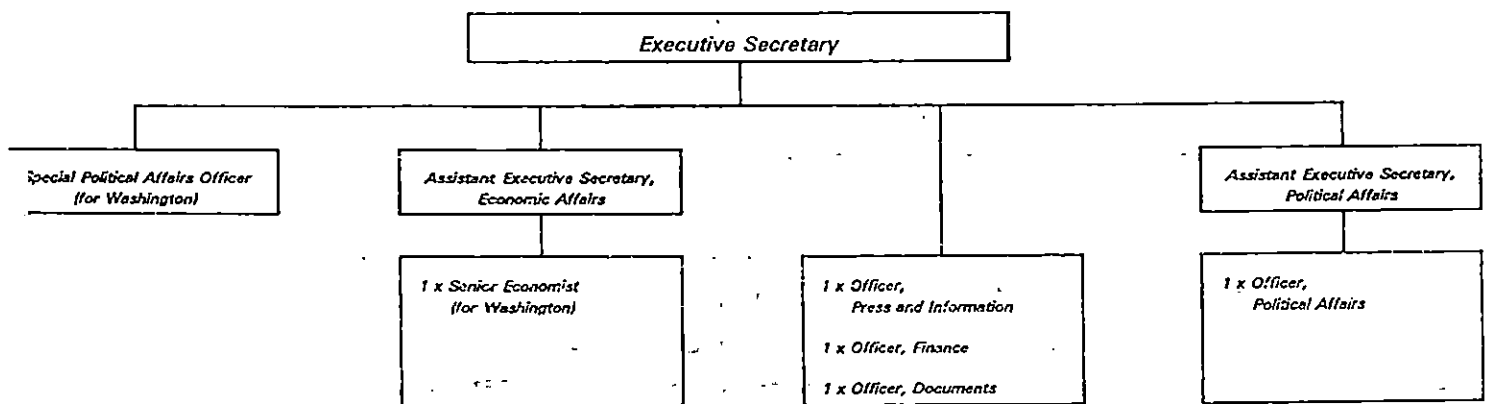 Executive Secretary
Special Political Affairs Officer
(for Washington)
Assistant Executive Secretary,
Economic Affairs
Assistant Executive Secretary,
Political Affairs
1 x Senior Economist
(for Washington)
1 x Officer,
Press and Information
1 x Officer, Finance
1 x Officer, Documents
1 x Officer,
Political Affairs